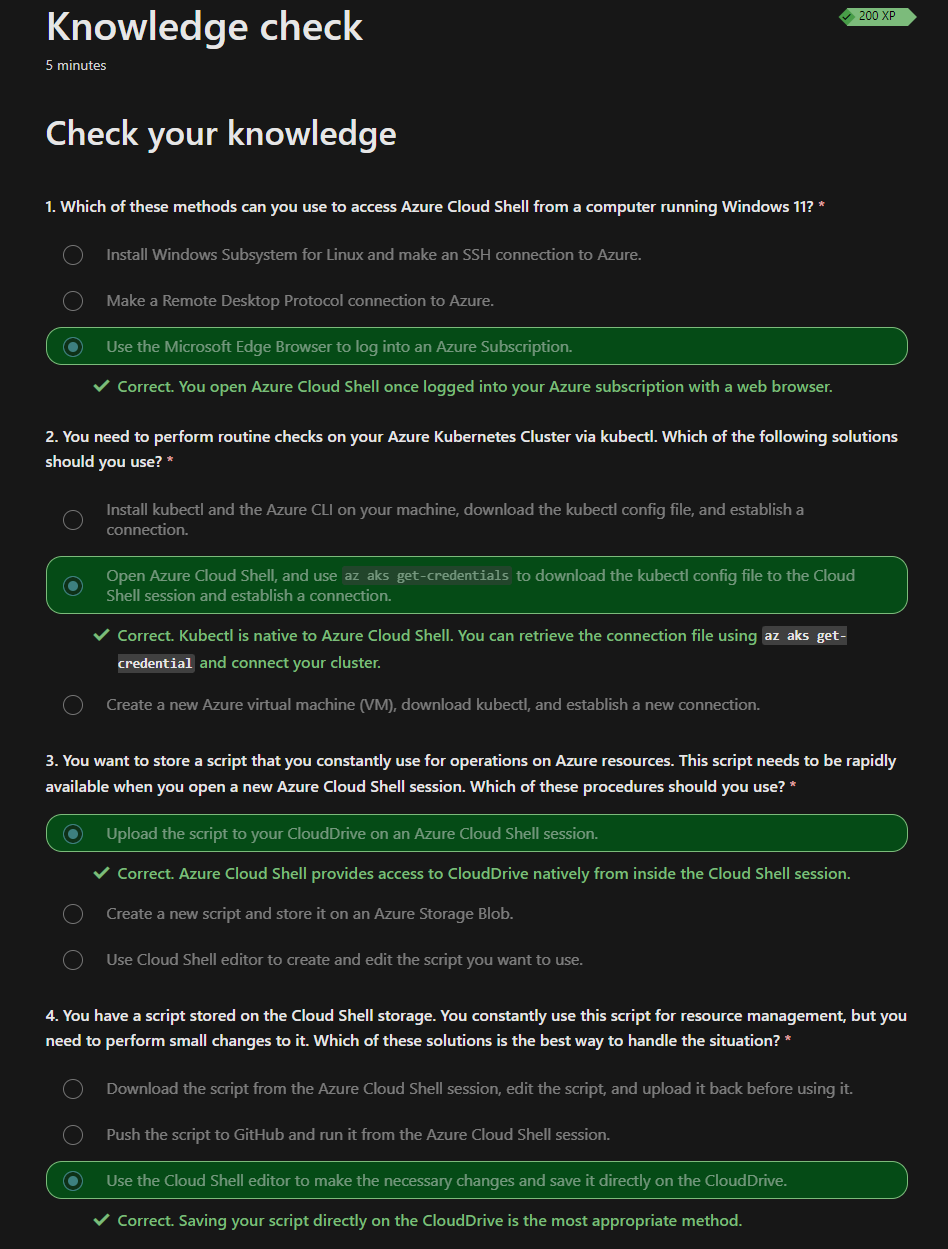 Knowledge check
200 XP
5 minutes
Check your knowledge
1. Which of these methods can you use to access Azure Cloud Shell from a computer running Windows 11? *
Install Windows Subsystem for Linux and make an SSH connection to Azure.
Make a Remote Desktop Protocol connection to Azure.
Use the Microsoft Edge Browser to log into an Azure Subscription.
Correct. You open Azure Cloud Shell once logged into your Azure subscription with a web browser.
2. You need to perform routine checks on your Azure Kubernetes Cluster via kubectl. Which of the following solutions
should you use? *
Install kubectl and the Azure CLI on your machine, download the kubectl config file, and establish a
connection.
Open Azure Cloud Shell, and use az aks get-credentials to download the kubectl config file to the Cloud
Shell session and establish a connection.
Correct. Kubectl is native to Azure Cloud Shell. You can retrieve the connection file using az aks get-
credential and connect your cluster.
Create a new Azure virtual machine (VM), download kubectl, and establish a new connection.
3. You want to store a script that you constantly use for operations on Azure resources. This script needs to be rapidly
available when you open a new Azure Cloud Shell session. Which of these procedures should you use? *
Upload the script to your CloudDrive on an Azure Cloud Shell session.
Correct. Azure Cloud Shell provides access to CloudDrive natively from inside the Cloud Shell session.
Create a new script and store it on an Azure Storage Blob.
Use Cloud Shell editor to create and edit the script you want to use.
4. You have a script stored on the Cloud Shell storage. You constantly use this script for resource management, but you
need to perform small changes to it. Which of these solutions is the best way to handle the situation? *
Download the script from the Azure Cloud Shell session, edit the script, and upload it back before using it.
Push the script to GitHub and run it from the Azure Cloud Shell session.
Use the Cloud Shell editor to make the necessary changes and save it directly on the CloudDrive.
Correct. Saving your script directly on the CloudDrive is the most appropriate method.